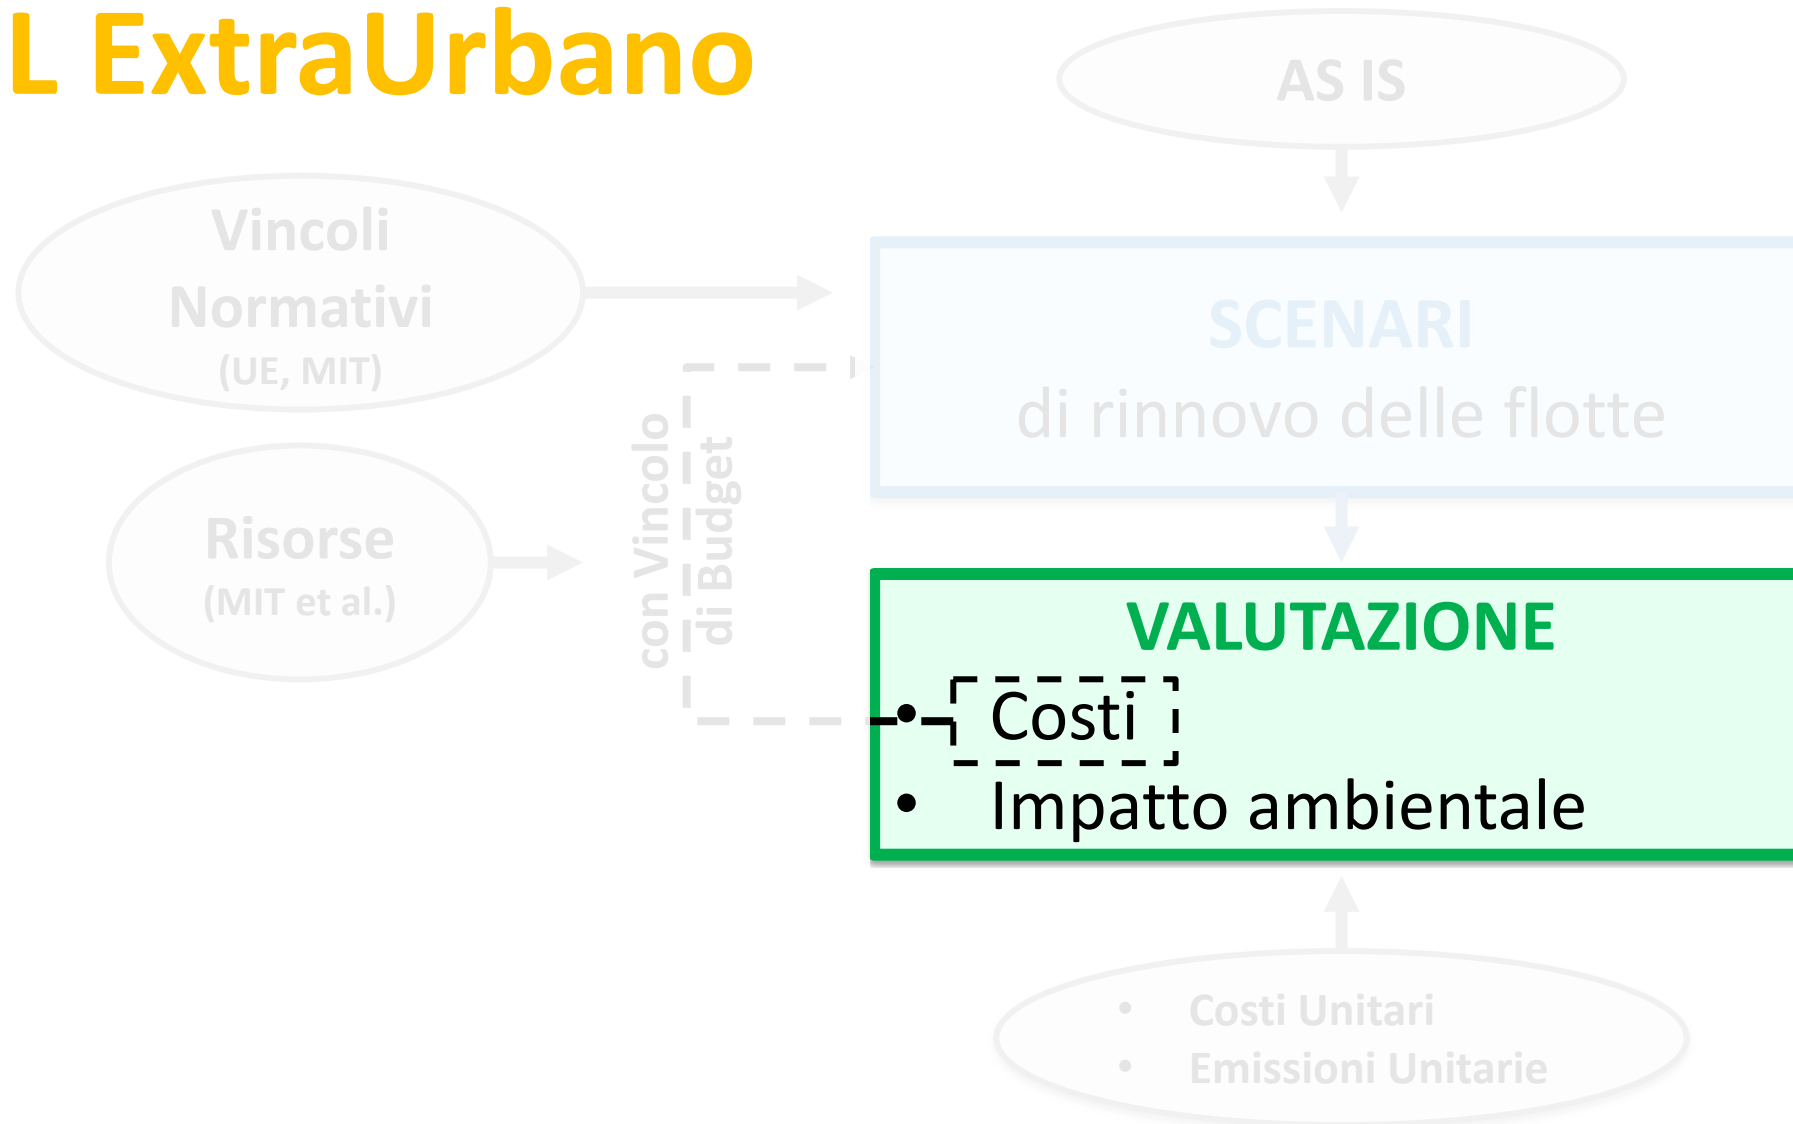 L ExtraUrbano
AS IS
Vincoli
Normativi
(UE, MIT)
SCENARI
di rinnovo delle flotte
con Vincolo
di Budget
Risorse
(MIT et al.)
VALUTAZIONE
• Costi
• Impatto ambientale
• Costi Unitari
• Emissioni Unitarie